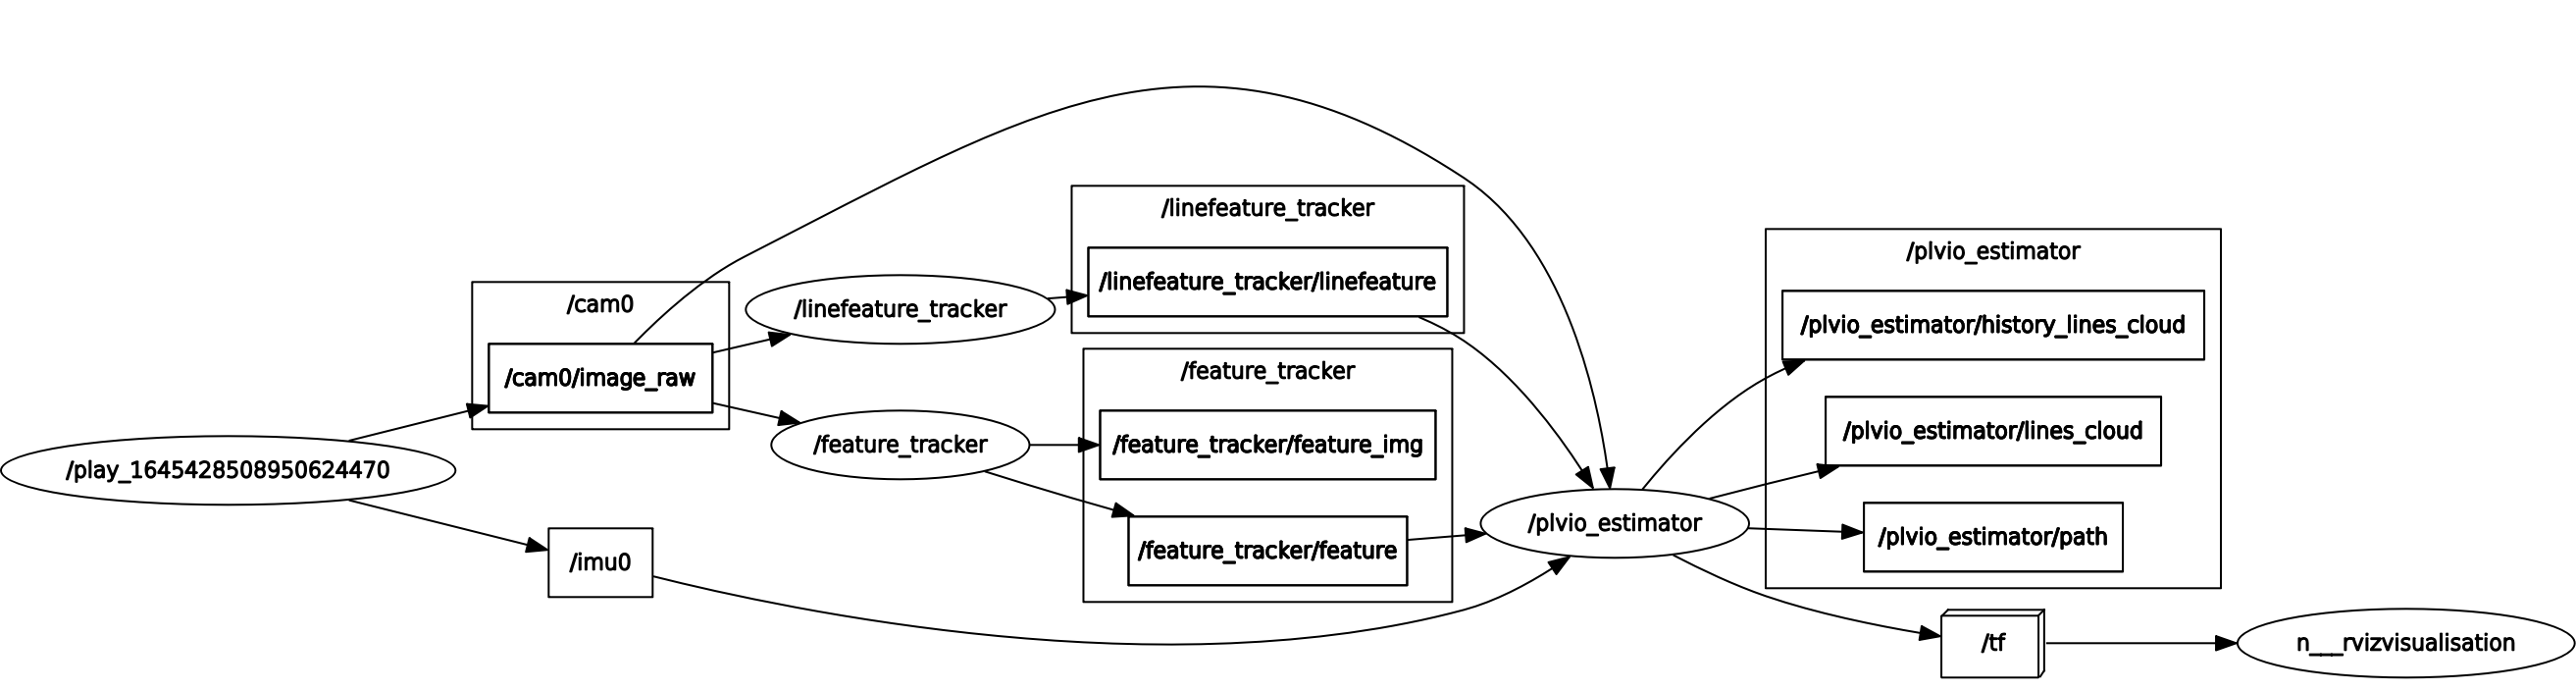 /play_1645428508950624470
/cam0
/cam0/image_raw
/imu0
/linefeature_tracker
/feature_tracker
/linefeature_tracker
/linefeature_tracker/linefeature
/feature_tracker
/feature_tracker/feature_img
/feature_tracker/feature
/plvio_estimator
/plvio_estimator
/plvio_estimator/history_lines_cloud
/plvio_estimator/lines_cloud
/plvio_estimator/path
/tf
n___rvizvisualisation